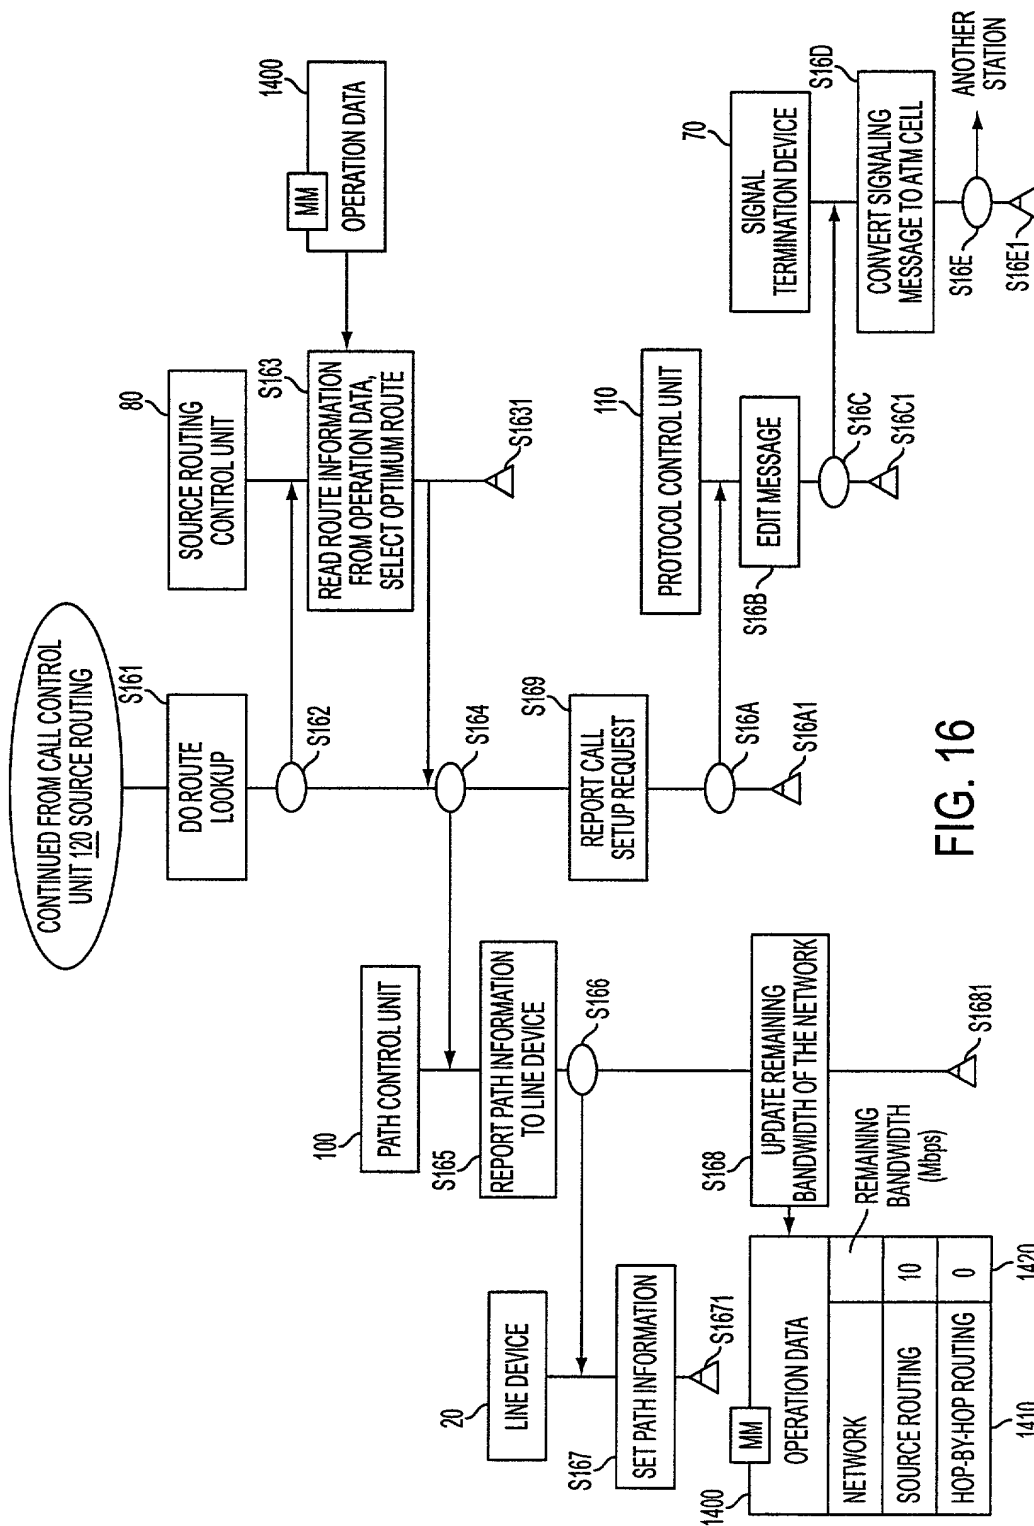 CONTINUED FROM CALL CONTROL
UNIT 120 SOURCE ROUTING
S161
DO ROUTE
LOOKUP
S162
80
SOURCE ROUTING
CONTROL UNIT
S163
READ ROUTE INFORMATION
FROM OPERATION DATA,
SELECT OPTIMUM ROUTE
S1631
1400
MM
OPERATION DATA
S164
100
PATH CONTROL UNIT
S165
REPORT PATH INFORMATION
TO LINE DEVICE
S166
20
LINE DEVICE
S167
SET PATH INFORMATION
S1671
S168
UPDATE REMAINING
BANDWIDTH OF THE NETWORK
S1681
REMAINING
BANDWIDTH
(Mbps)
1400
MM
OPERATION DATA
NETWORK
SOURCE ROUTING
10
HOP-BY-HOP ROUTING
0
1410
1420
S169
REPORT CALL
SETUP REQUEST
S16A
S16A1
110
PROTOCOL CONTROL UNIT
S16B
EDIT MESSAGE
S16C
S16C1
70
SIGNAL
TERMINATION DEVICE
S16D
CONVERT SIGNALING
MESSAGE TO ATM CELL
S16E
ANOTHER
STATION
S16E1
FIG. 16